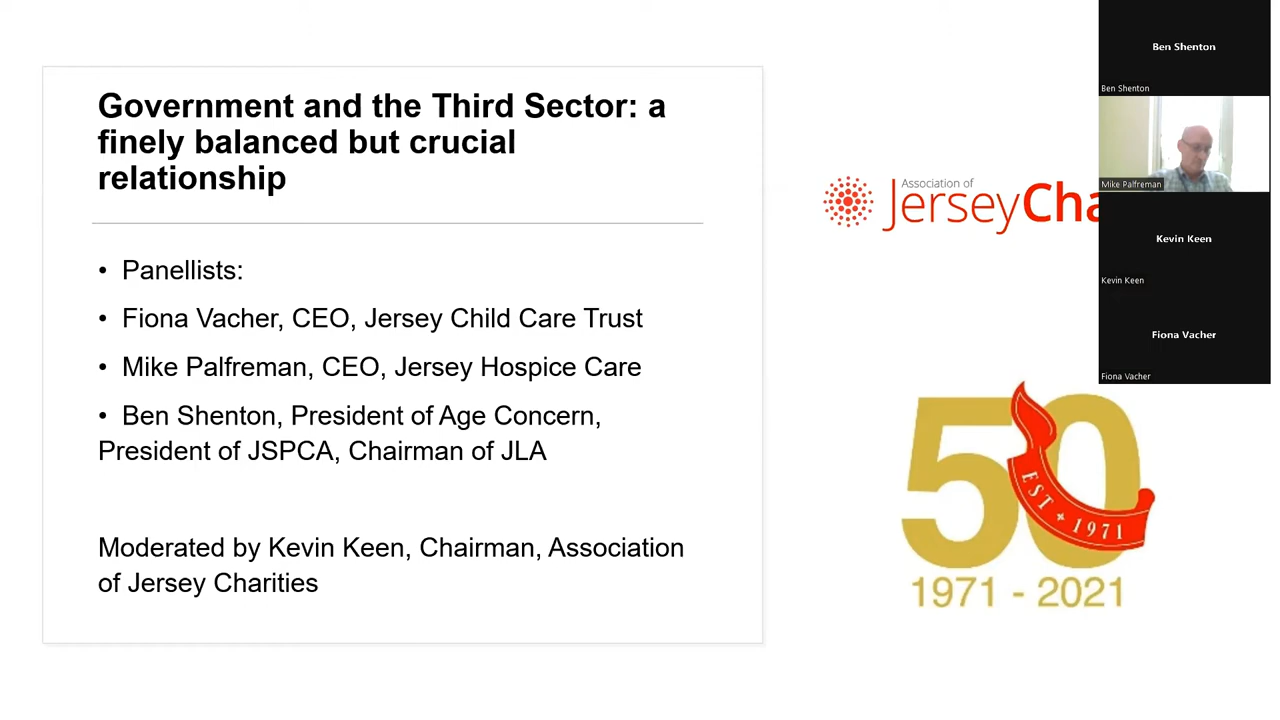 Government and the Third Sector: a
finely balanced but crucial
relationship
• Panellists:
• Fiona Vacher, CEO, Jersey Child Care Trust
• Mike Palfreman, CEO, Jersey Hospice Care
• Ben Shenton, President of Age Concern,
President of JSPCA, Chairman of JLA
Moderated by Kevin Keen, Chairman, Association
of Jersey Charities
Association of
JerseyCha
EST + 1971
50
1971 - 2021
Ben Shenton
Ben Shenton
Mike Palfreman
Kevin Keen
Kevin Keen
Fiona Vacher
Fiona Vacher